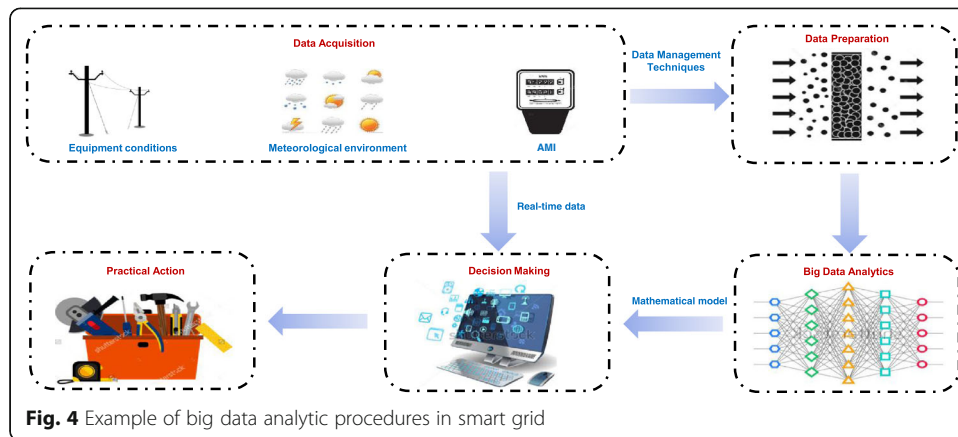 Data Acquisition
Equipment conditions
Meteorological environment
AMI
Data Management
Techniques
Data Preparation
Real-time data
Practical Action
Decision Making
Mathematical model
Big Data Analytics
Fig. 4 Example of big data analytic procedures in smart grid